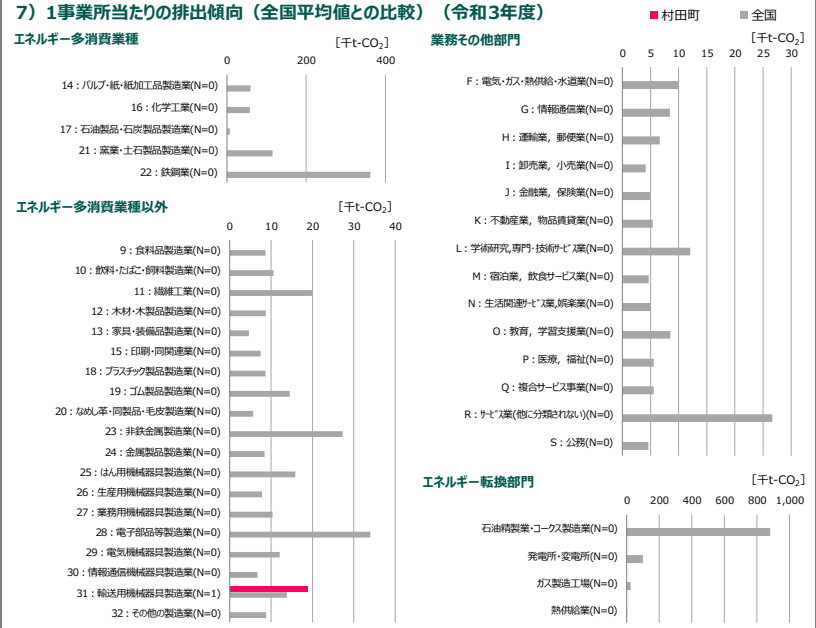 7）1事業所当たりの排出傾向（全国平均値との比較）（令和3年度）
村田町
全国
エネルギー多消費業種
[千t-CO2]
0 200 400
14：パルプ・紙・紙加工品製造業(N=0)
16：化学工業(N=0)
17：石油製品・石炭製品製造業(N=0)
21：窯業・土石製品製造業(N=0)
22：鉄鋼業(N=0)
エネルギー多消費業種以外
[千t-CO2]
0 10 20 30 40
9：食料品製造業(N=0)
10：飲料・たばこ・飼料製造業(N=0)
11：繊維工業(N=0)
12：木材・木製品製造業(N=0)
13：家具・装備品製造業(N=0)
15：印刷・同関連業(N=0)
18：プラスチック製品製造業(N=0)
19：ゴム製品製造業(N=0)
20：なめし革・同製品・毛皮製造業(N=0)
23：非鉄金属製造業(N=0)
24：金属製品製造業(N=0)
25：はん用機械器具製造業(N=0)
26：生産用機械器具製造業(N=0)
27：業務用機械器具製造業(N=0)
28：電子部品等製造業(N=0)
29：電気機械器具製造業(N=0)
30：情報通信機械器具製造業(N=0)
31：輸送用機械器具製造業(N=1)
32：その他の製造業(N=0)
業務その他部門
[千t-CO2]
0 5 10 15 20 25 30
F：電気・ガス・熱供給・水道業(N=0)
G：情報通信業(N=0)
H：運輸業，郵便業(N=0)
I：卸売業，小売業(N=0)
J：金融業，保険業(N=0)
K：不動産業，物品賃貸業(N=0)
L：学術研究,専門・技術ｻｰﾋﾞｽ業(N=0)
M：宿泊業，飲食サービス業(N=0)
N：生活関連ｻｰﾋﾞｽ業,娯楽業(N=0)
O：教育，学習支援業(N=0)
P：医療，福祉(N=0)
Q：複合サービス事業(N=0)
R：ｻｰﾋﾞｽ業(他に分類されない)(N=0)
S：公務(N=0)
エネルギー転換部門
[千t-CO2]
0 200 400 600 800 1,000
石油精製業・コークス製造業(N=0)
発電所・変電所(N=0)
ガス製造工場(N=0)
熱供給業(N=0)